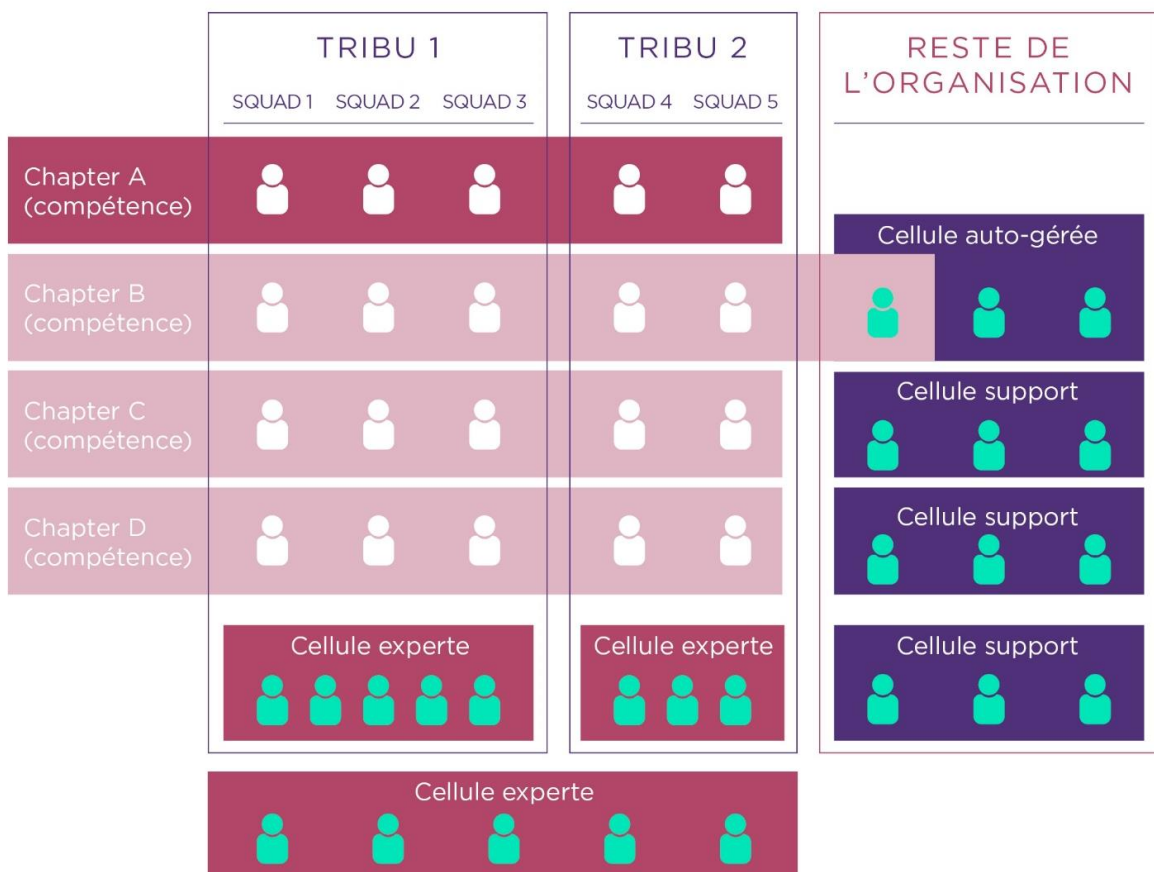 TRIBU 1
SQUAD 1 SQUAD 2 SQUAD 3
TRIBU 2
SQUAD 4 SQUAD 5
RESTE DE
L'ORGANISATION
Chapter A
(compétence)
Cellule auto-gérée
Chapter B
(compétence)
Chapter C
(compétence)
Cellule support
Chapter D
(compétence)
Cellule support
Cellule experte
Cellule experte
Cellule support
Cellule experte